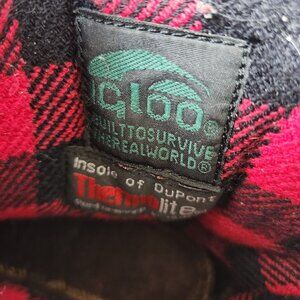 IGLOO®
BUILTTOSURVIVE
THEREALWORLD®
Insole of DuPont
Thermolite